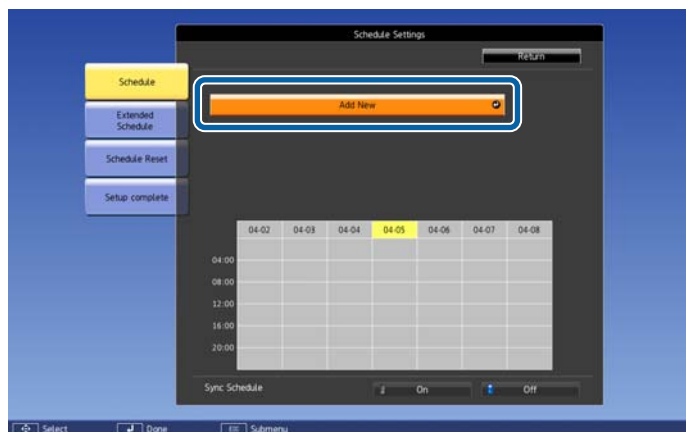 Schedule Settings
Return
Schedule
Add New
Extended
Schedule
Schedule Reset
Setup complete
04-02 04-03 04-04 04-05 04-06 04-07 04-08
04:00
08:00
12:00
16:00
20:00
Sync Schedule On Off
Select Done Submenu